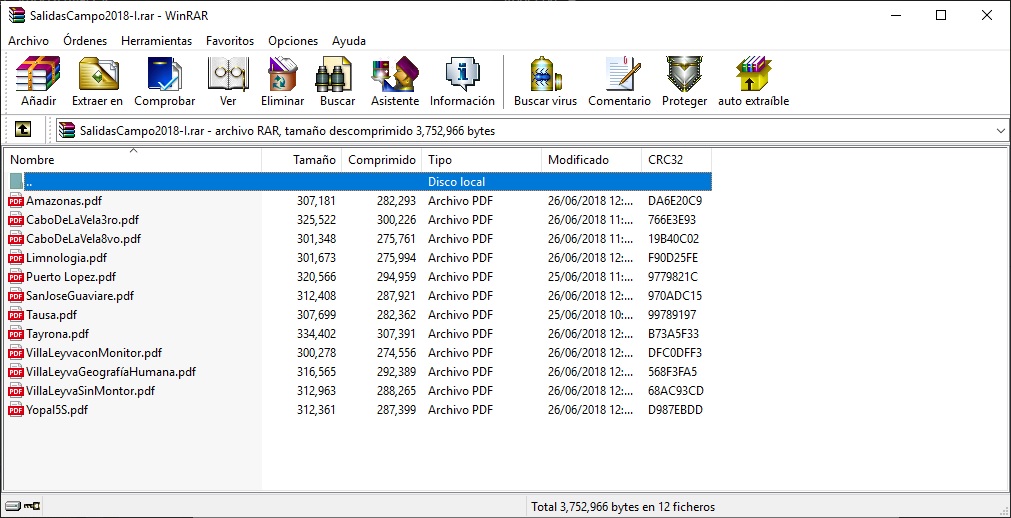 SalidasCampo2018-I.rar - WinRAR
Archivo Órdenes Herramientas Favoritos Opciones Ayuda
Añadir Extraer en Comprobar Ver Eliminar Buscar Asistente Información Buscar virus Comentario Proteger auto extraíble
SalidasCampo2018-I.rar - archivo RAR, tamaño descomprimido 3,752,966 bytes
Nombre Tamaño Comprimido Tipo Modificado CRC32
.. Disco local
Amazonas.pdf 307,181 282,293 Archivo PDF 26/06/2018 12:... DA6E20C9
CaboDeLaVela3ro.pdf 325,522 300,226 Archivo PDF 26/06/2018 11:... 766E3E93
CaboDeLaVela8vo.pdf 301,348 275,761 Archivo PDF 26/06/2018 11:... 19B40C02
Limnologia.pdf 301,673 275,994 Archivo PDF 26/06/2018 12:... F90D25FE
Puerto Lopez.pdf 320,566 294,959 Archivo PDF 25/06/2018 11:... 9779821C
SanJoseGuaviare.pdf 312,408 287,921 Archivo PDF 26/06/2018 12:... 970ADC15
Tausa.pdf 307,699 282,362 Archivo PDF 25/06/2018 10:... 99789197
Tayrona.pdf 334,402 307,391 Archivo PDF 26/06/2018 12:... B73A5F33
VillaLeyvaconMonitor.pdf 300,278 274,556 Archivo PDF 26/06/2018 12:... DFC0DFF3
VillaLeyvaGeografíaHumana.pdf 316,565 292,389 Archivo PDF 26/06/2018 12:... 568F3FA5
VillaLeyvaSinMontor.pdf 312,963 288,265 Archivo PDF 26/06/2018 12:... 68AC93CD
Yopal5S.pdf 312,361 287,399 Archivo PDF 26/06/2018 12:... D987EBDD
Total 3,752,966 bytes en 12 ficheros